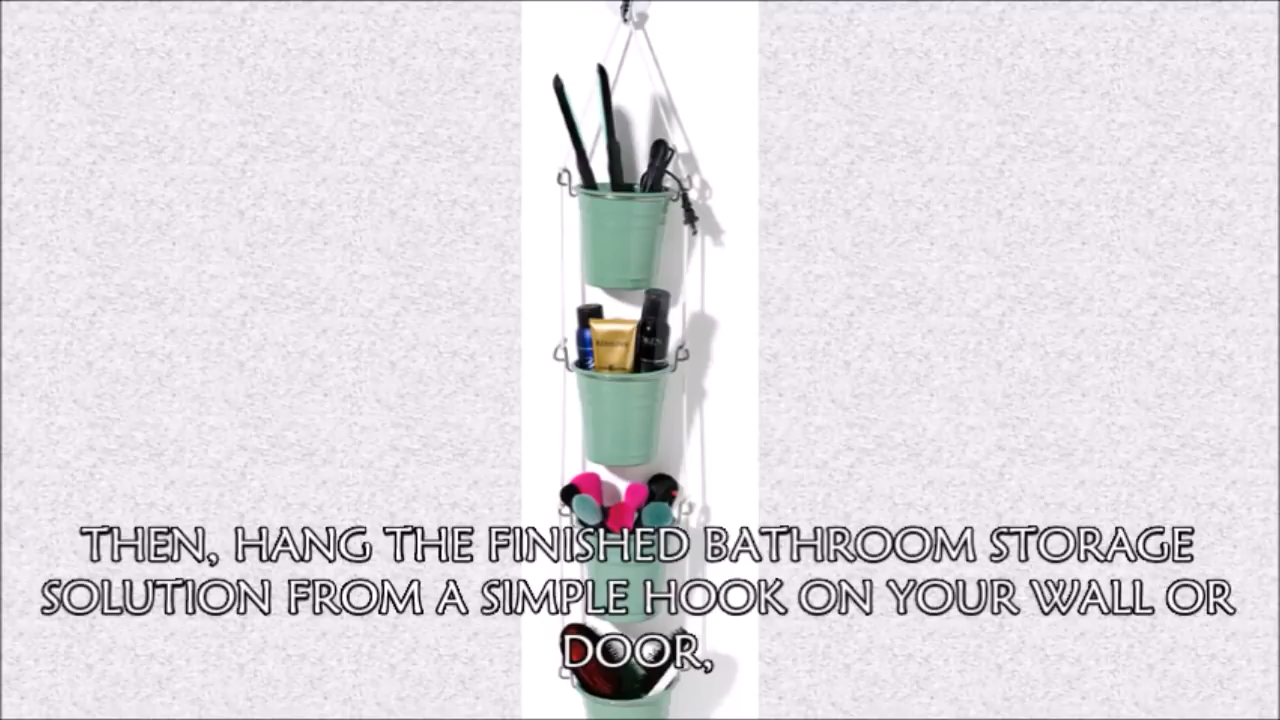 THEN, HANG THE FINISHED BATHROOM STORAGE
SOLUTION FROM A SIMPLE HOOK ON YOUR WALL OR
DOOR,